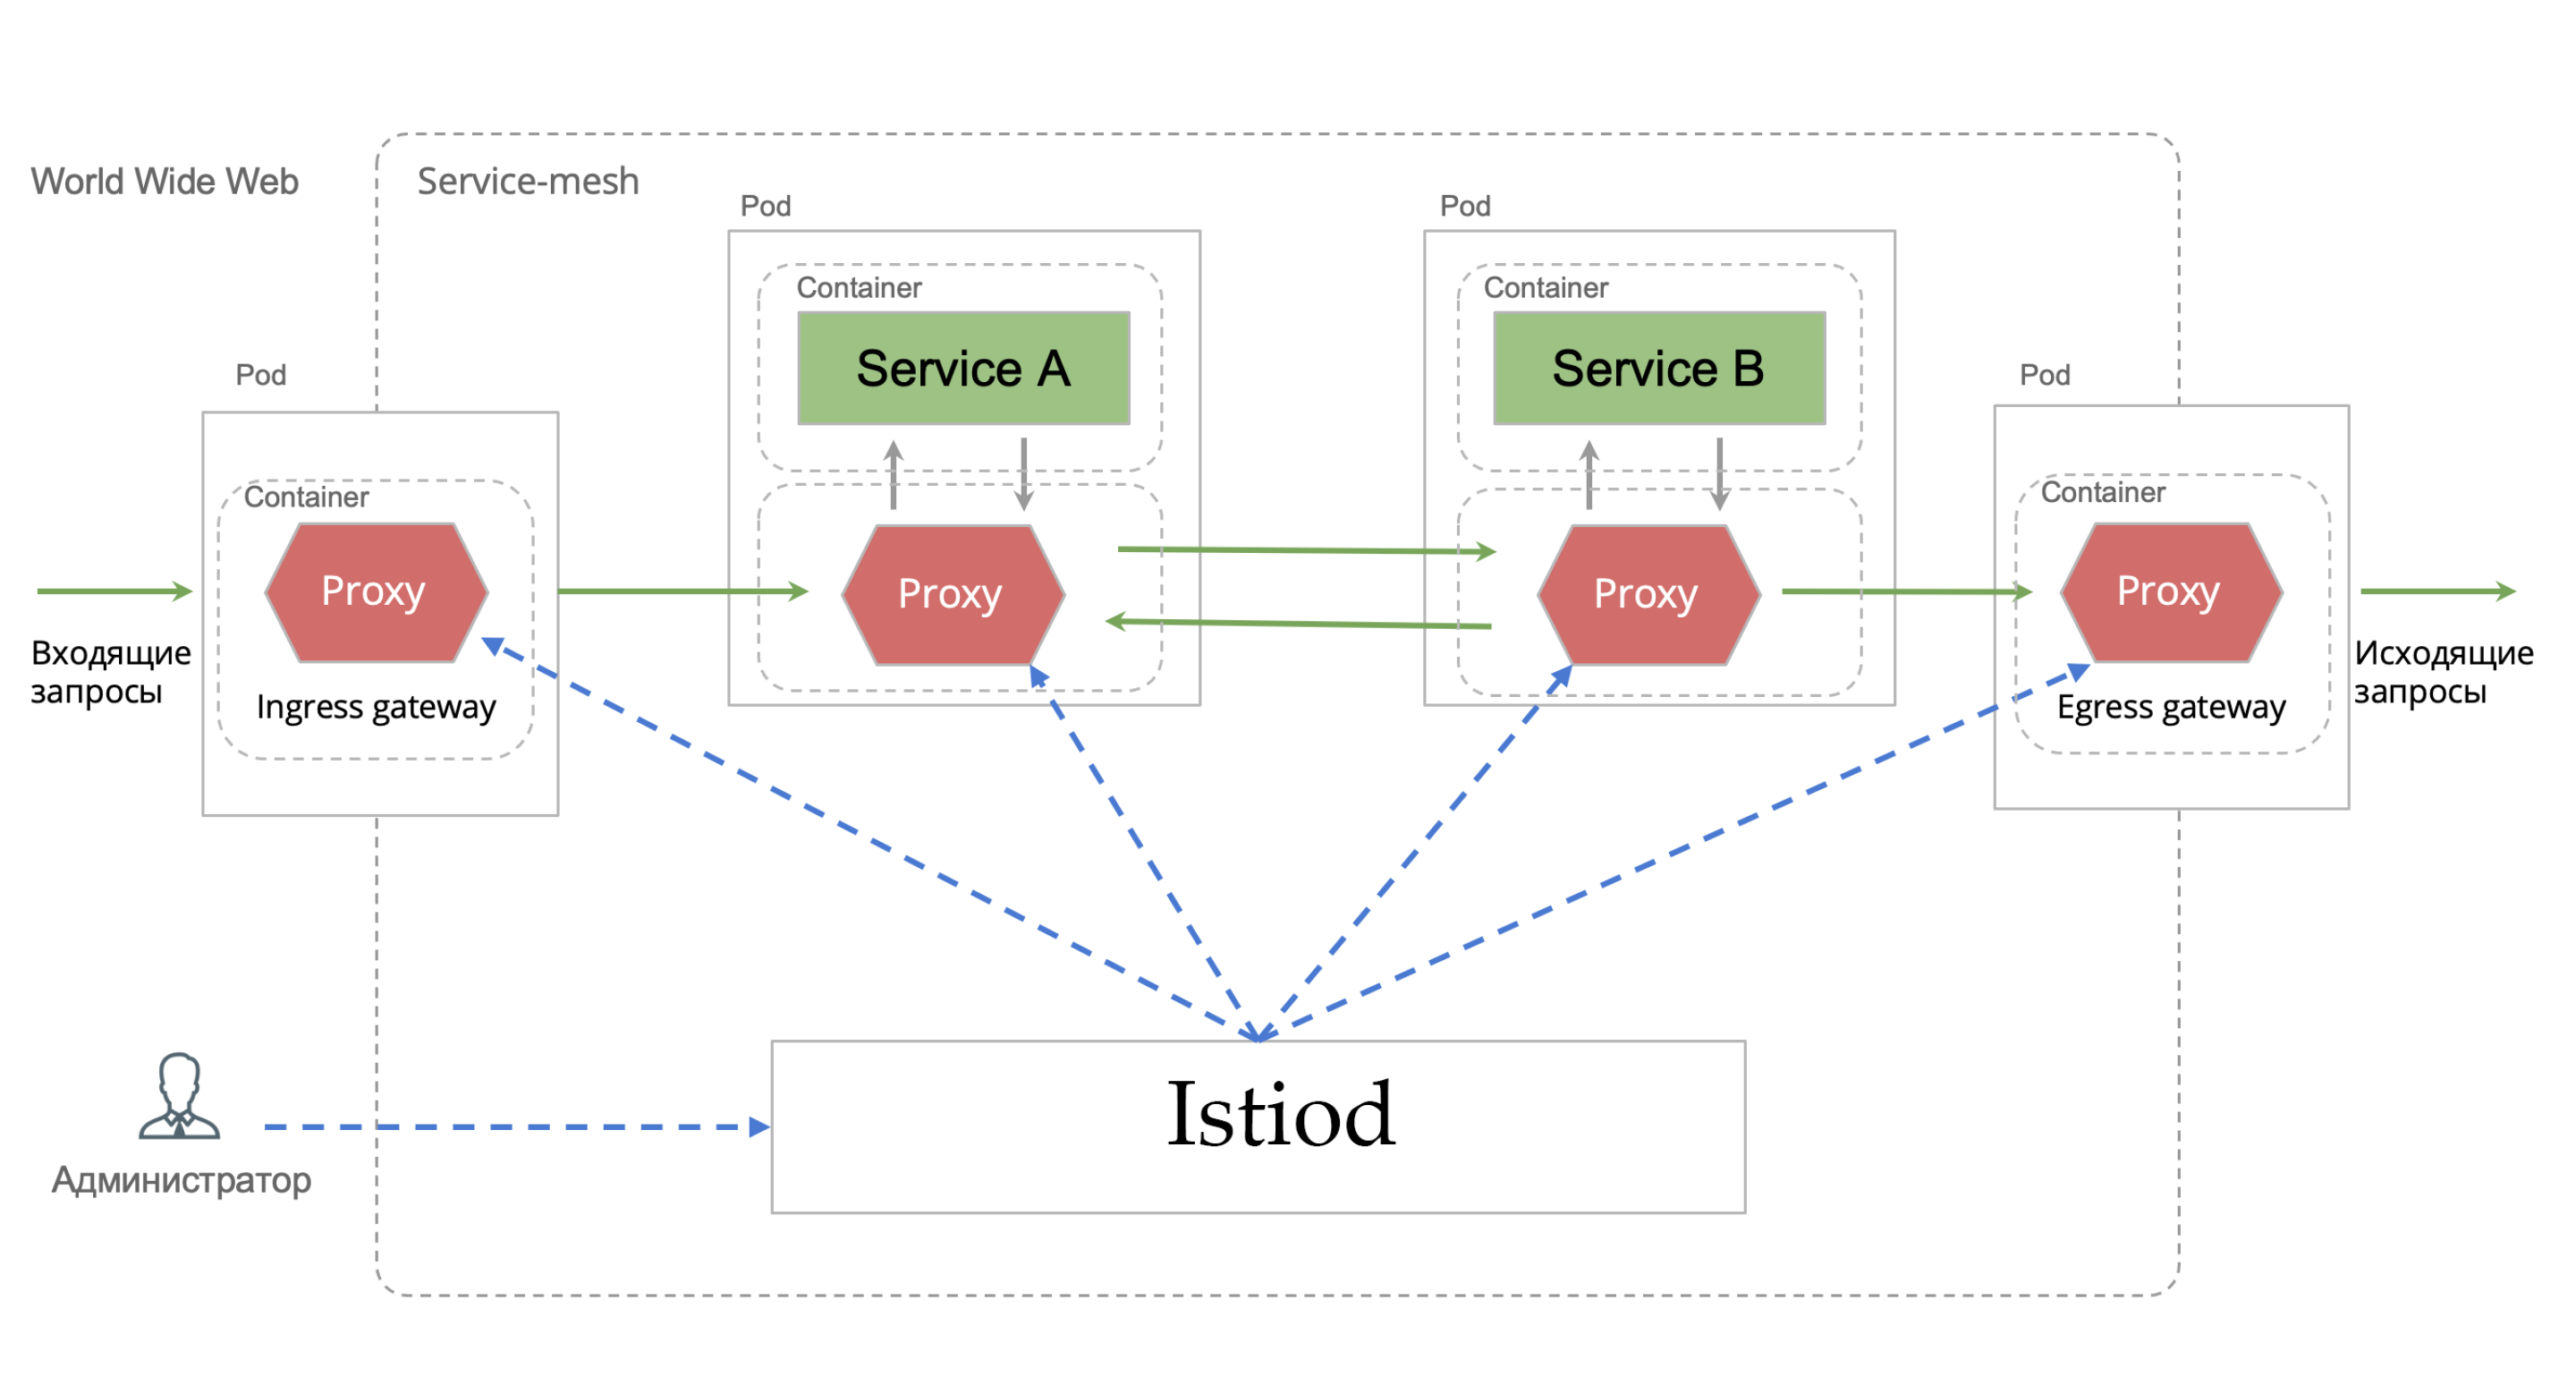 World Wide Web
Service-mesh
Pod
Pod
Container
Container
Service A
Service B
Pod
Pod
Container
Container
Proxy
Proxy
Proxy
Proxy
Входящие
запросы
Ingress gateway
Egress gateway
Исходящие
запросы
Istiod
Администратор